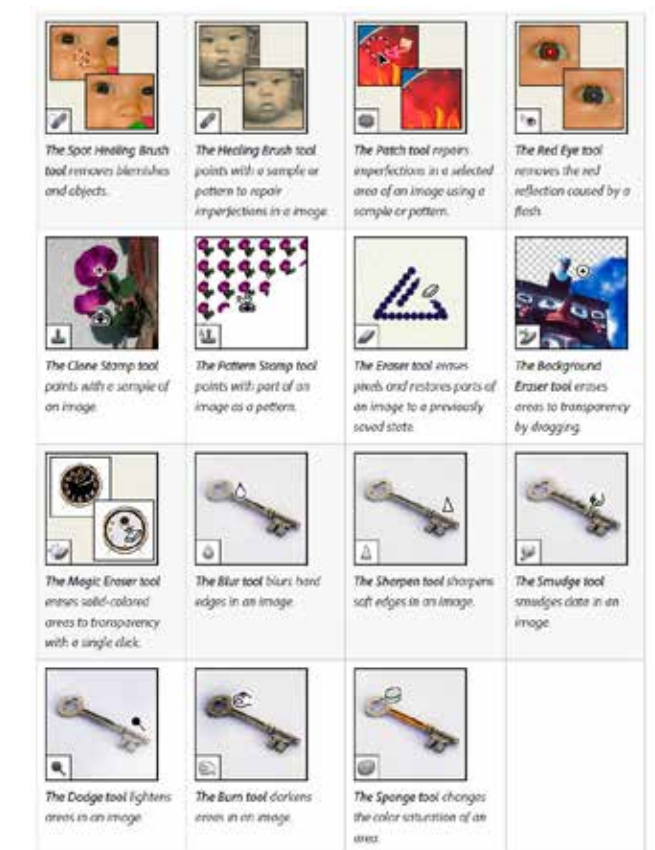 The Spot Healing Brush
tool removes blemishes
and objects.
The Healing Brush tool
paints with a sample or
pattern to repair
imperfections in a image.
The Patch tool repairs
imperfections in a selected
area of an image using a
sample or pattern.
The Red Eye tool
removes the red
reflection caused by a
flash.
The Clone Stamp tool
paints with a sample of
an image.
The Pattern Stamp tool
paints with part of an
image as a pattern.
The Eraser tool erases
pixels and restores parts of
an image to a previously
saved state.
The Background
Eraser tool erases
areas to transparency
by dragging.
The Magic Eraser tool
erases solid-colored
areas to transparency
with a single click.
The Blur tool blurs hard
edges in an image.
The Sharpen tool sharpens
soft edges in an image.
The Smudge tool
smudges data in an
image.
The Dodge tool lightens
areas in an image.
The Burn tool darkens
areas in an image.
The Sponge tool changes
the color saturation of an
area.